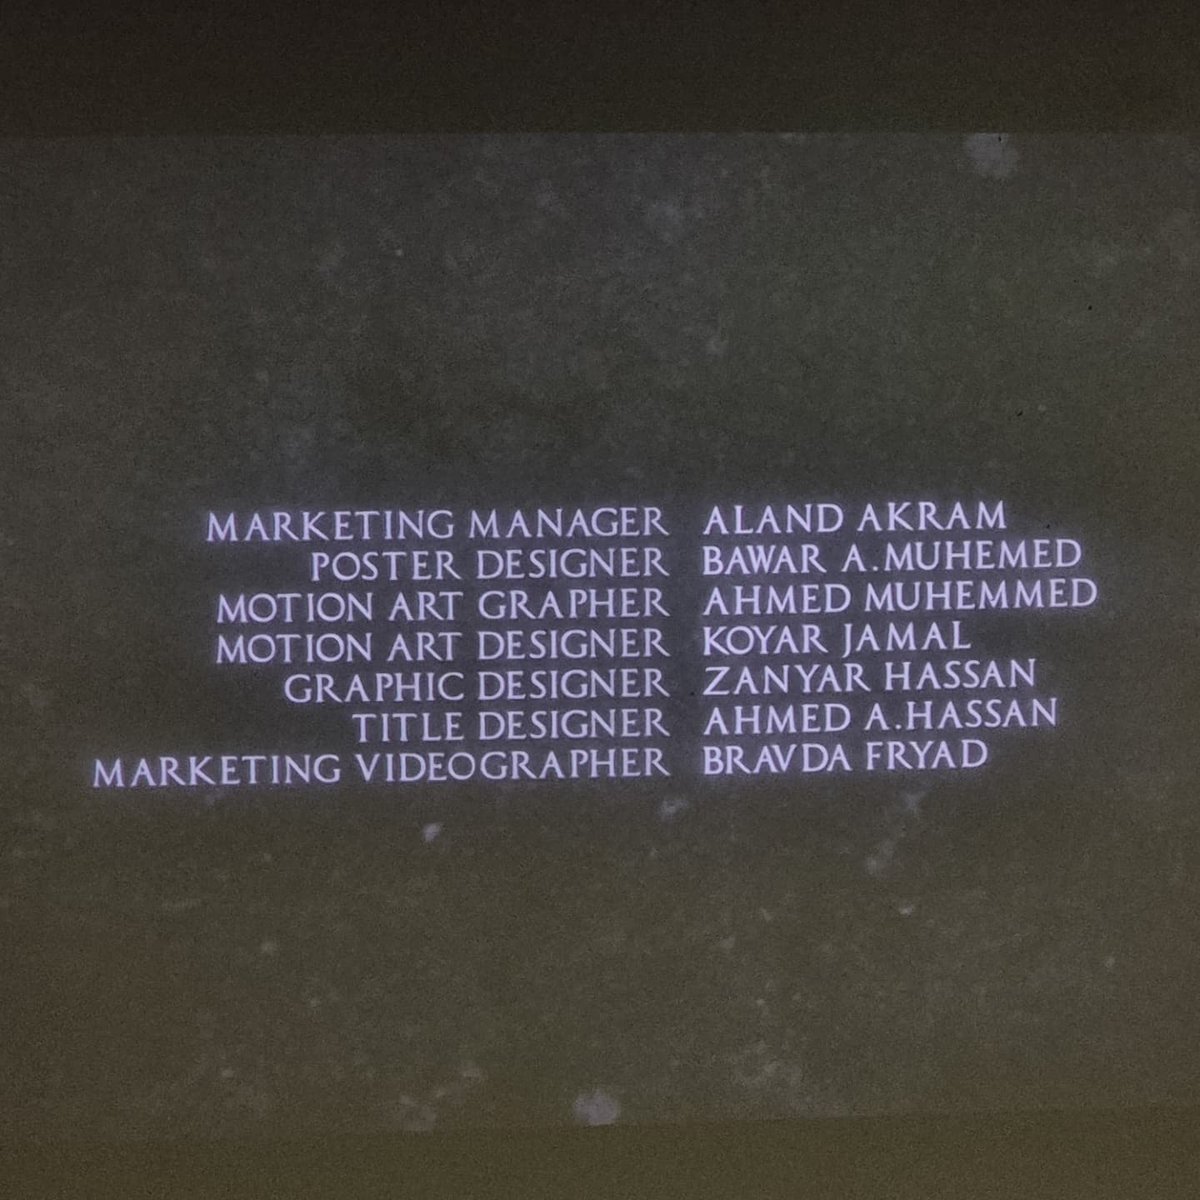 MARKETING MANAGER ALAND AKRAM
POSTER DESIGNER BAWAR A.MUHEMED
MOTION ART GRAPHER AHMED MUHEMMED
MOTION ART DESIGNER KOYAR JAMAL
GRAPHIC DESIGNER ZANYAR HASSAN
TITLE DESIGNER AHMED A.HASSAN
MARKETING VIDEOGRAPHER BRAVDA FRYAD